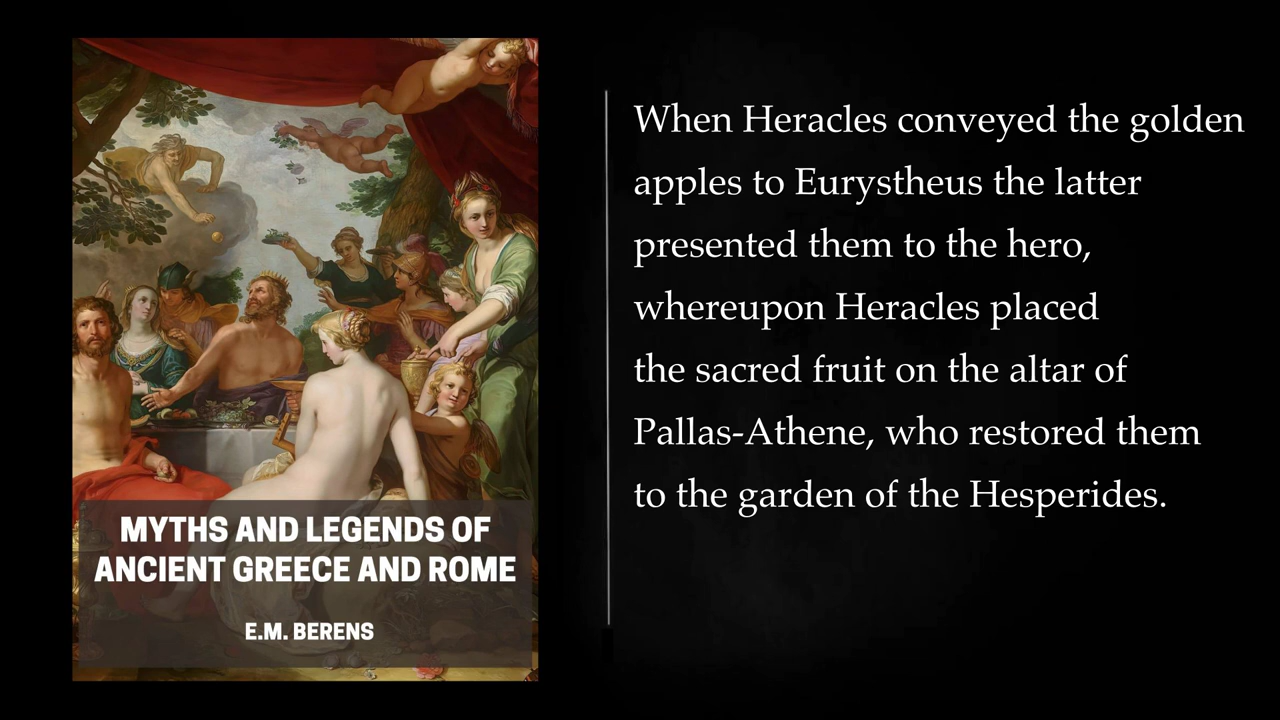 MYTHS AND LEGENDS OF
ANCIENT GREECE AND ROME
E.M. BERENS
When Heracles conveyed the golden
apples to Eurystheus the latter
presented them to the hero,
whereupon Heracles placed
the sacred fruit on the altar of
Pallas-Athene, who restored them
to the garden of the Hesperides.